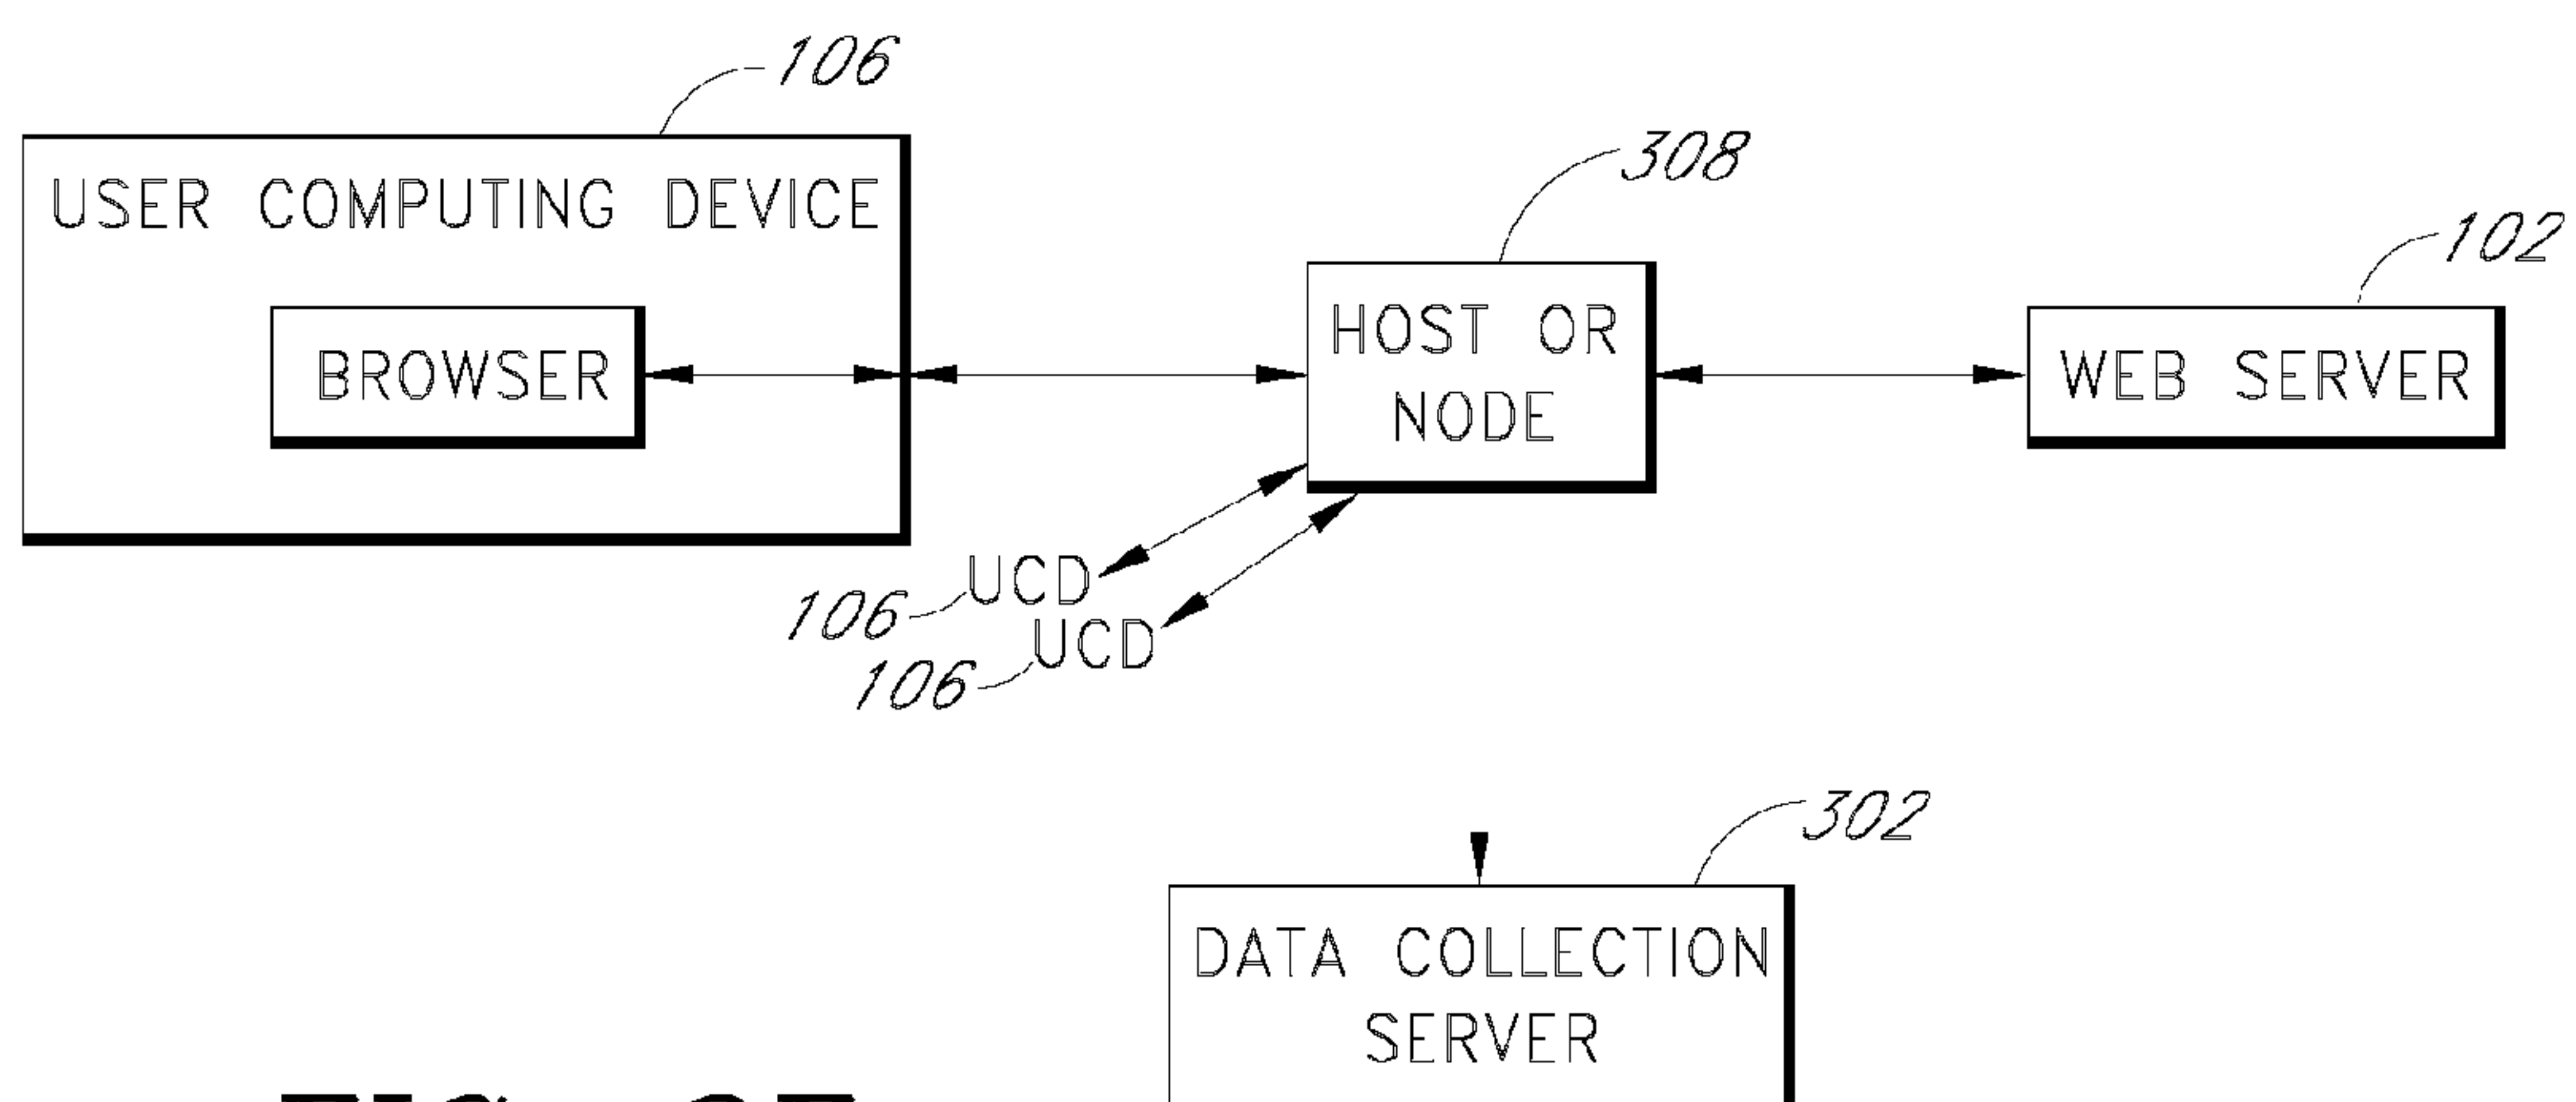 106
308
102
USER COMPUTING DEVICE
HOST OR
NODE
BROWSER
WEB SERVER
UCD
106
UCD
106
302
DATA COLLECTION
SERVER